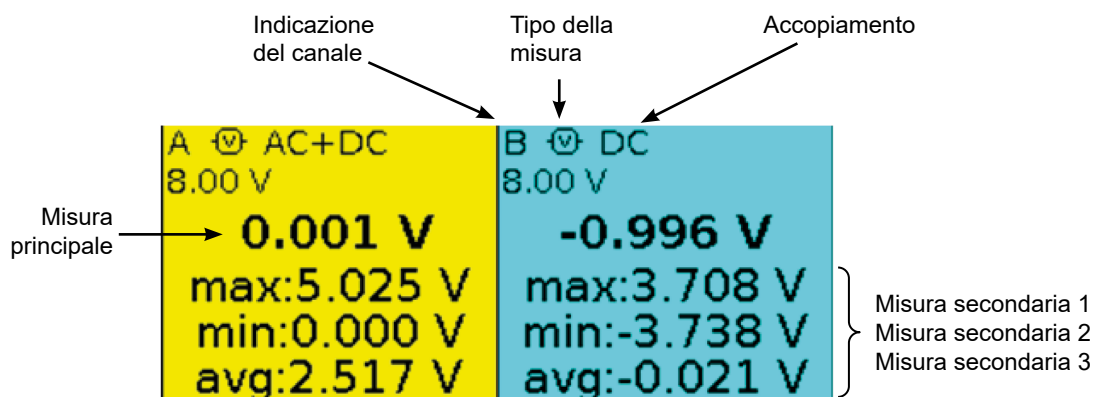 Indicazione
del canale
Tipo della
misura
Accopiamento
A V AC+DC
8.00 V
B V DC
8.00 V
Misura
principale
0.001 V
max:5.025 V
min:0.000 V
avg:2.517 V
-0.996 V
max:3.708 V
min:-3.738 V
avg:-0.021 V
Misura secondaria 1
Misura secondaria 2
Misura secondaria 3